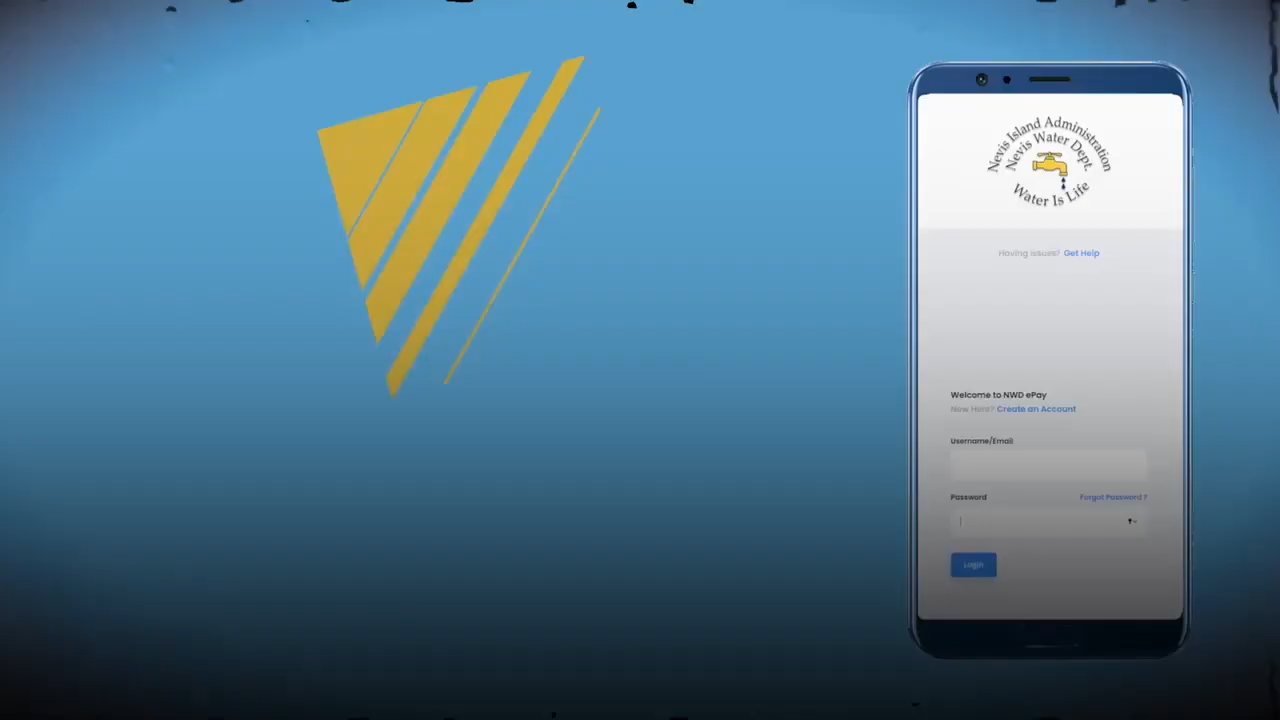 Nevis Island Administration
Nevis Water Dept.
Water Is Life
Having issues? Get Help
Welcome to NWD ePay
New Here? Create an Account
Username/Email
Password
Forgot Password ?
Login